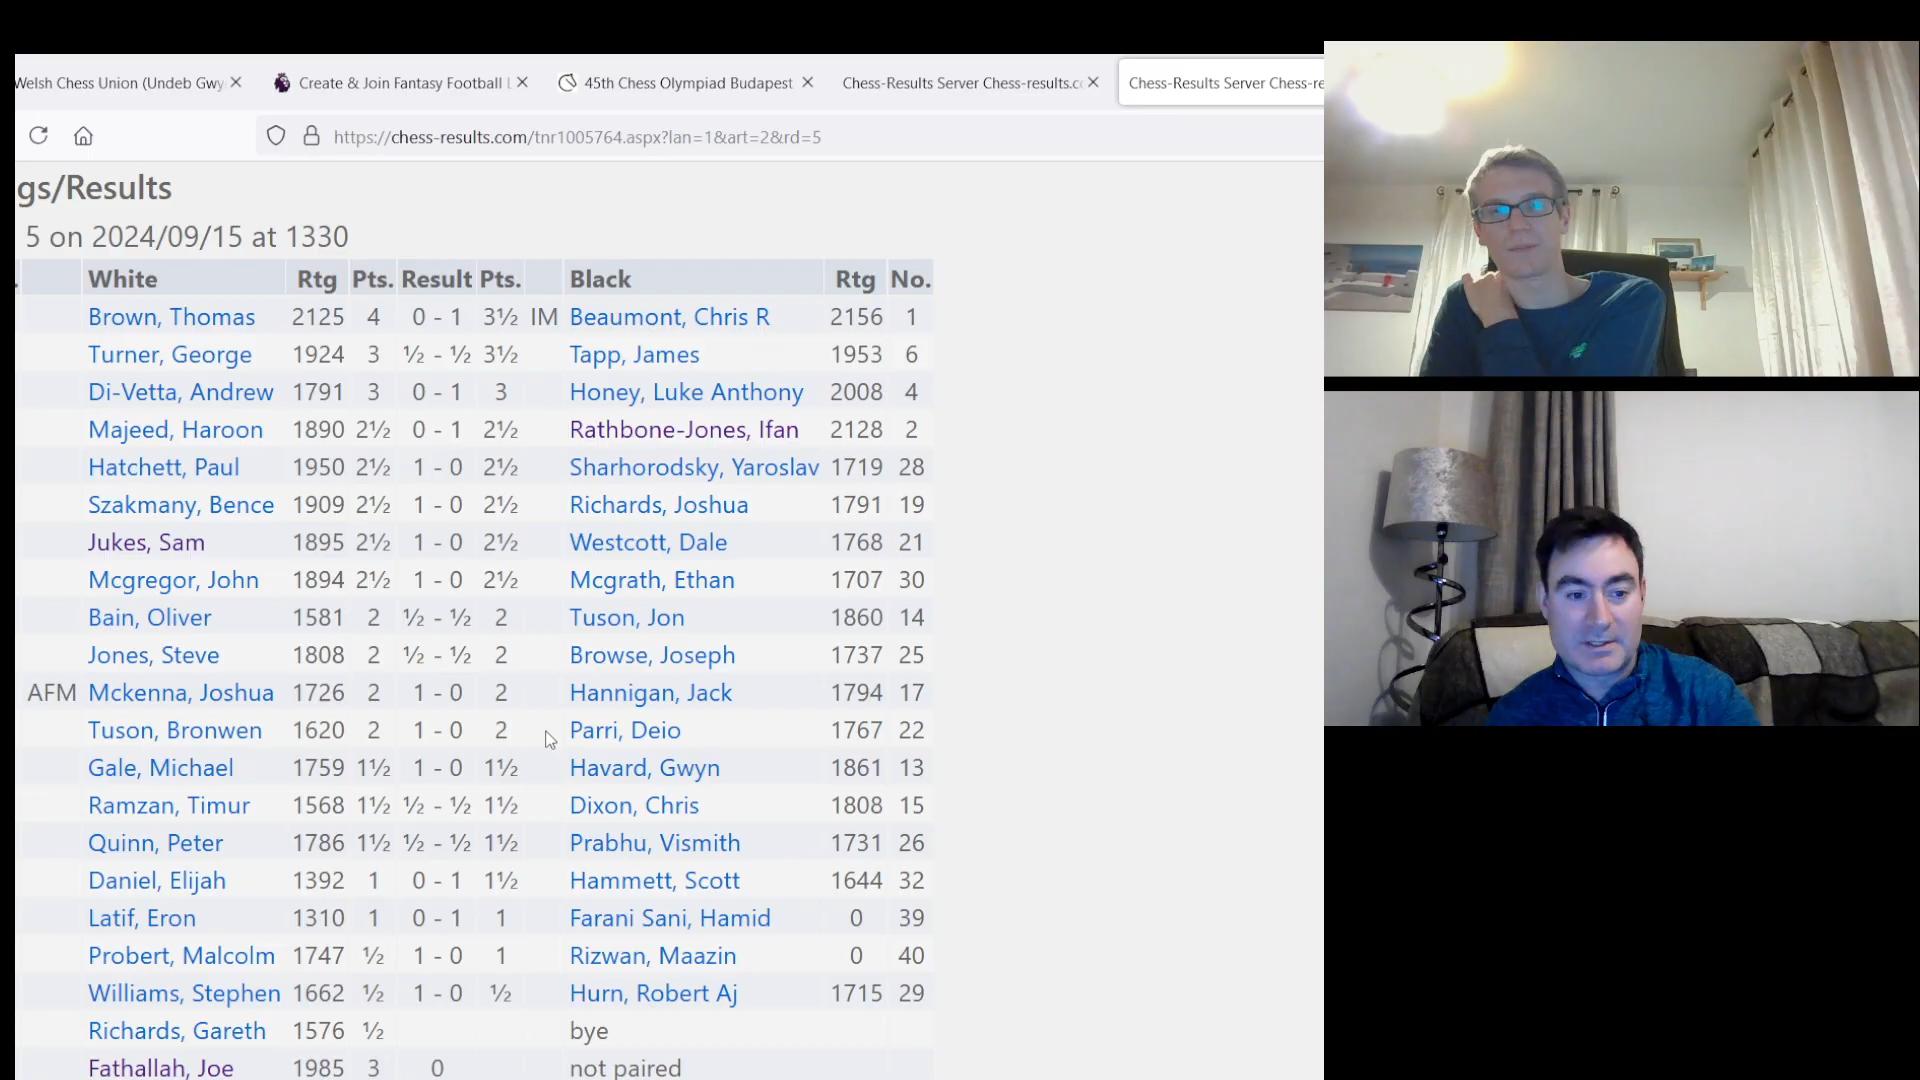 Welsh Chess Union (Undeb Gwy
Create & Join Fantasy Football L
45th Chess Olympiad Budapest
Chess-Results Server Chess-results.c
Chess-Results Server Chess-re
https://chess-results.com/tnr1005764.aspx?lan=1&art=2&rd=5
gs/Results
5 on 2024/09/15 at 1330
White Rtg Pts. Result Pts. Black Rtg No.
Brown, Thomas 2125 4 0 - 1 3½ IM Beaumont, Chris R 2156 1
Turner, George 1924 3 ½ - ½ 3½ Tapp, James 1953 6
Di-Vetta, Andrew 1791 3 0 - 1 3 Honey, Luke Anthony 2008 4
Majeed, Haroon 1890 2½ 0 - 1 2½ Rathbone-Jones, Ifan 2128 2
Hatchett, Paul 1950 2½ 1 - 0 2½ Sharhorodsky, Yaroslav 1719 28
Szakmany, Bence 1909 2½ 1 - 0 2½ Richards, Joshua 1791 19
Jukes, Sam 1895 2½ 1 - 0 2½ Westcott, Dale 1768 21
Mcgregor, John 1894 2½ 1 - 0 2½ Mcgrath, Ethan 1707 30
Bain, Oliver 1581 2 ½ - ½ 2 Tuson, Jon 1860 14
Jones, Steve 1808 2 ½ - ½ 2 Browse, Joseph 1737 25
AFM Mckenna, Joshua 1726 2 1 - 0 2 Hannigan, Jack 1794 17
Tuson, Bronwen 1620 2 1 - 0 2 Parri, Deio 1767 22
Gale, Michael 1759 1½ 1 - 0 1½ Havard, Gwyn 1861 13
Ramzan, Timur 1568 1½ ½ - ½ 1½ Dixon, Chris 1808 15
Quinn, Peter 1786 1½ ½ - ½ 1½ Prabhu, Vismith 1731 26
Daniel, Elijah 1392 1 0 - 1 1½ Hammett, Scott 1644 32
Latif, Eron 1310 1 0 - 1 1 Farani Sani, Hamid 0 39
Probert, Malcolm 1747 ½ 1 - 0 1 Rizwan, Maazin 0 40
Williams, Stephen 1662 ½ 1 - 0 ½ Hurn, Robert Aj 1715 29
Richards, Gareth 1576 ½ bye
Fathallah, Joe 1985 3 0 not paired